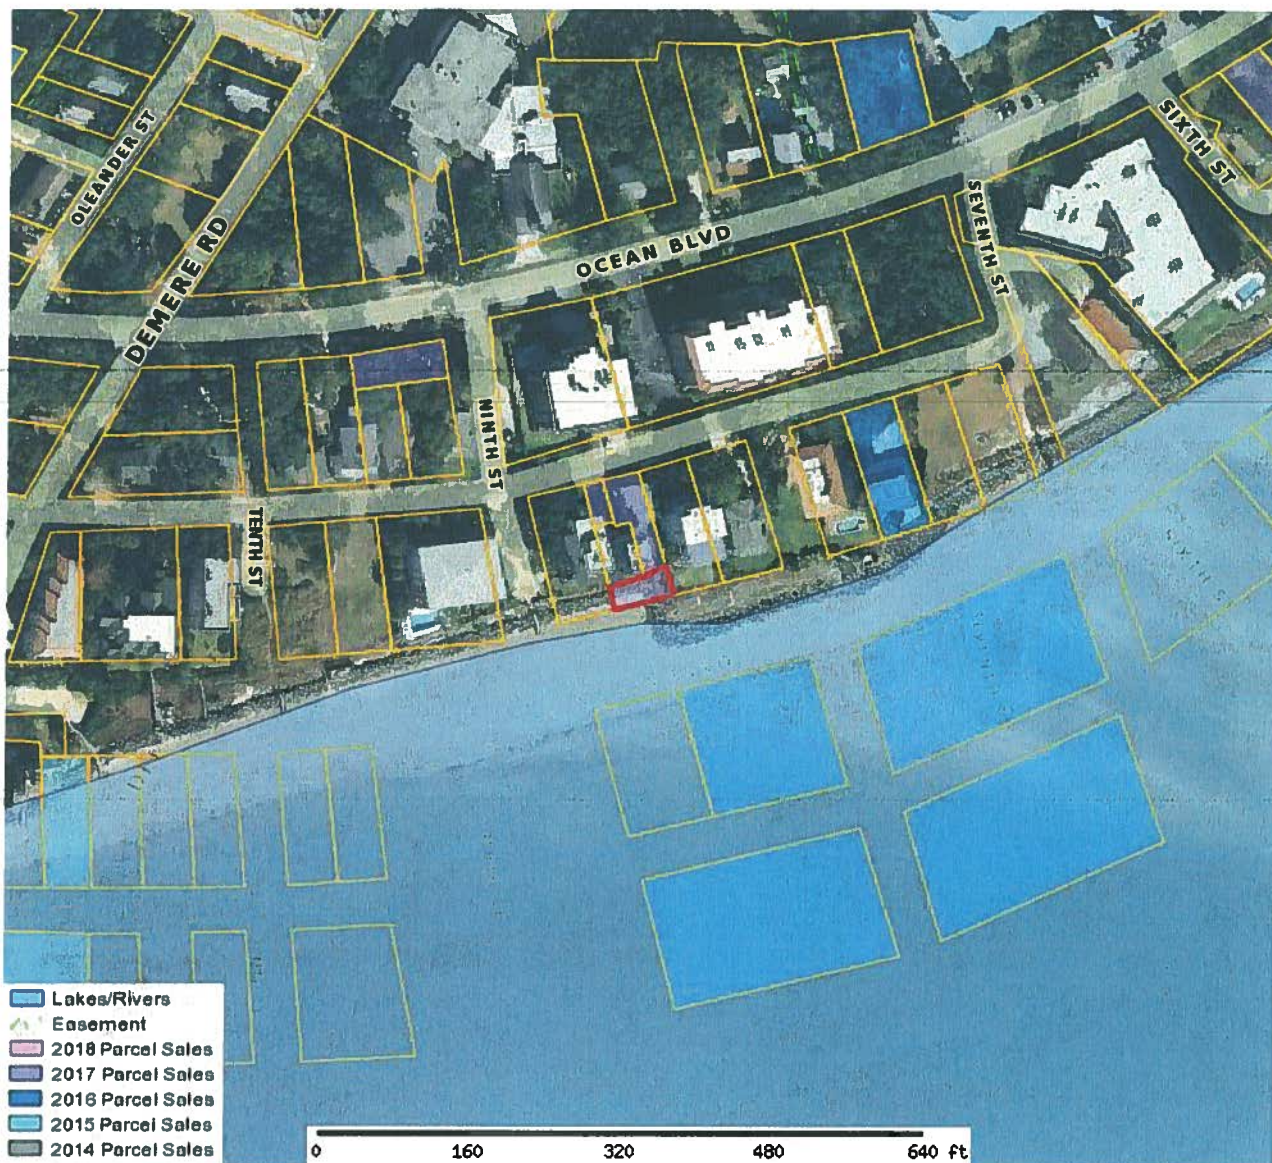 OLEANDER ST
DEMERE RD
OCEAN BLVD
SIXTH ST
SEVENTH ST
NINTH ST
TENTH ST
Lakes/Rivers
Easement
2018 Parcel Sales
2017 Parcel Sales
2016 Parcel Sales
2015 Parcel Sales
2014 Parcel Sales
0 160 320 480 640 ft